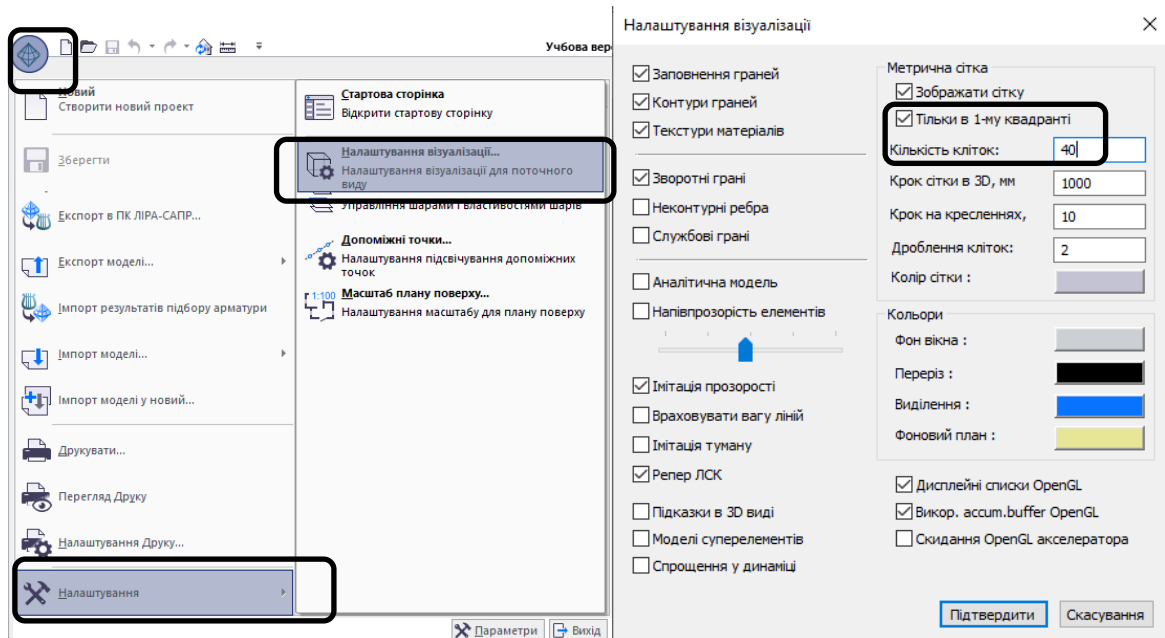 Учбова вер
Новий
Створити новий проект
Зберегти
Експорт в ПК ЛІРА-САПР...
Експорт моделі...
Імпорт результатів підбору арматури
Імпорт моделі...
Імпорт моделі у новий...
Друкувати...
Перегляд Друку
Налаштування Друку...
Налаштування
Стартова сторінка
Відкрити стартову сторінку
Налаштування візуалізації...
Налаштування візуалізації для поточного
виду
Управління шарами і властивостями шарів
Допоміжні точки...
Налаштування підсвічування допоміжних
точок
1:100
Масштаб плану поверху...
Налаштування масштабу для плану поверху
Параметри
Вихід
Налаштування візуалізації
Заповнення граней
Контури граней
Текстури матеріалів
Зворотні грані
Неконтурні ребра
Службові грані
Аналітична модель
Напівпрозорість елементів
Імітація прозорості
Враховувати вагу ліній
Імітація туману
Репер ЛСК
Підказки в 3D виді
Моделі суперелементів
Спрощення у динаміці
Метрична сітка
Зображати сітку
Тільки в 1-му квадранті
Кількість кліток: 40
Крок сітки в 3D, мм 1000
Крок на кресленнях, 10
Дроблення кліток: 2
Колір сітки :
Кольори
Фон вікна :
Переріз :
Виділення :
Фоновий план :
Дисплейні списки OpenGL
Викор. accum.buffer OpenGL
Скидання OpenGL акселератора
Підтвердити
Скасування